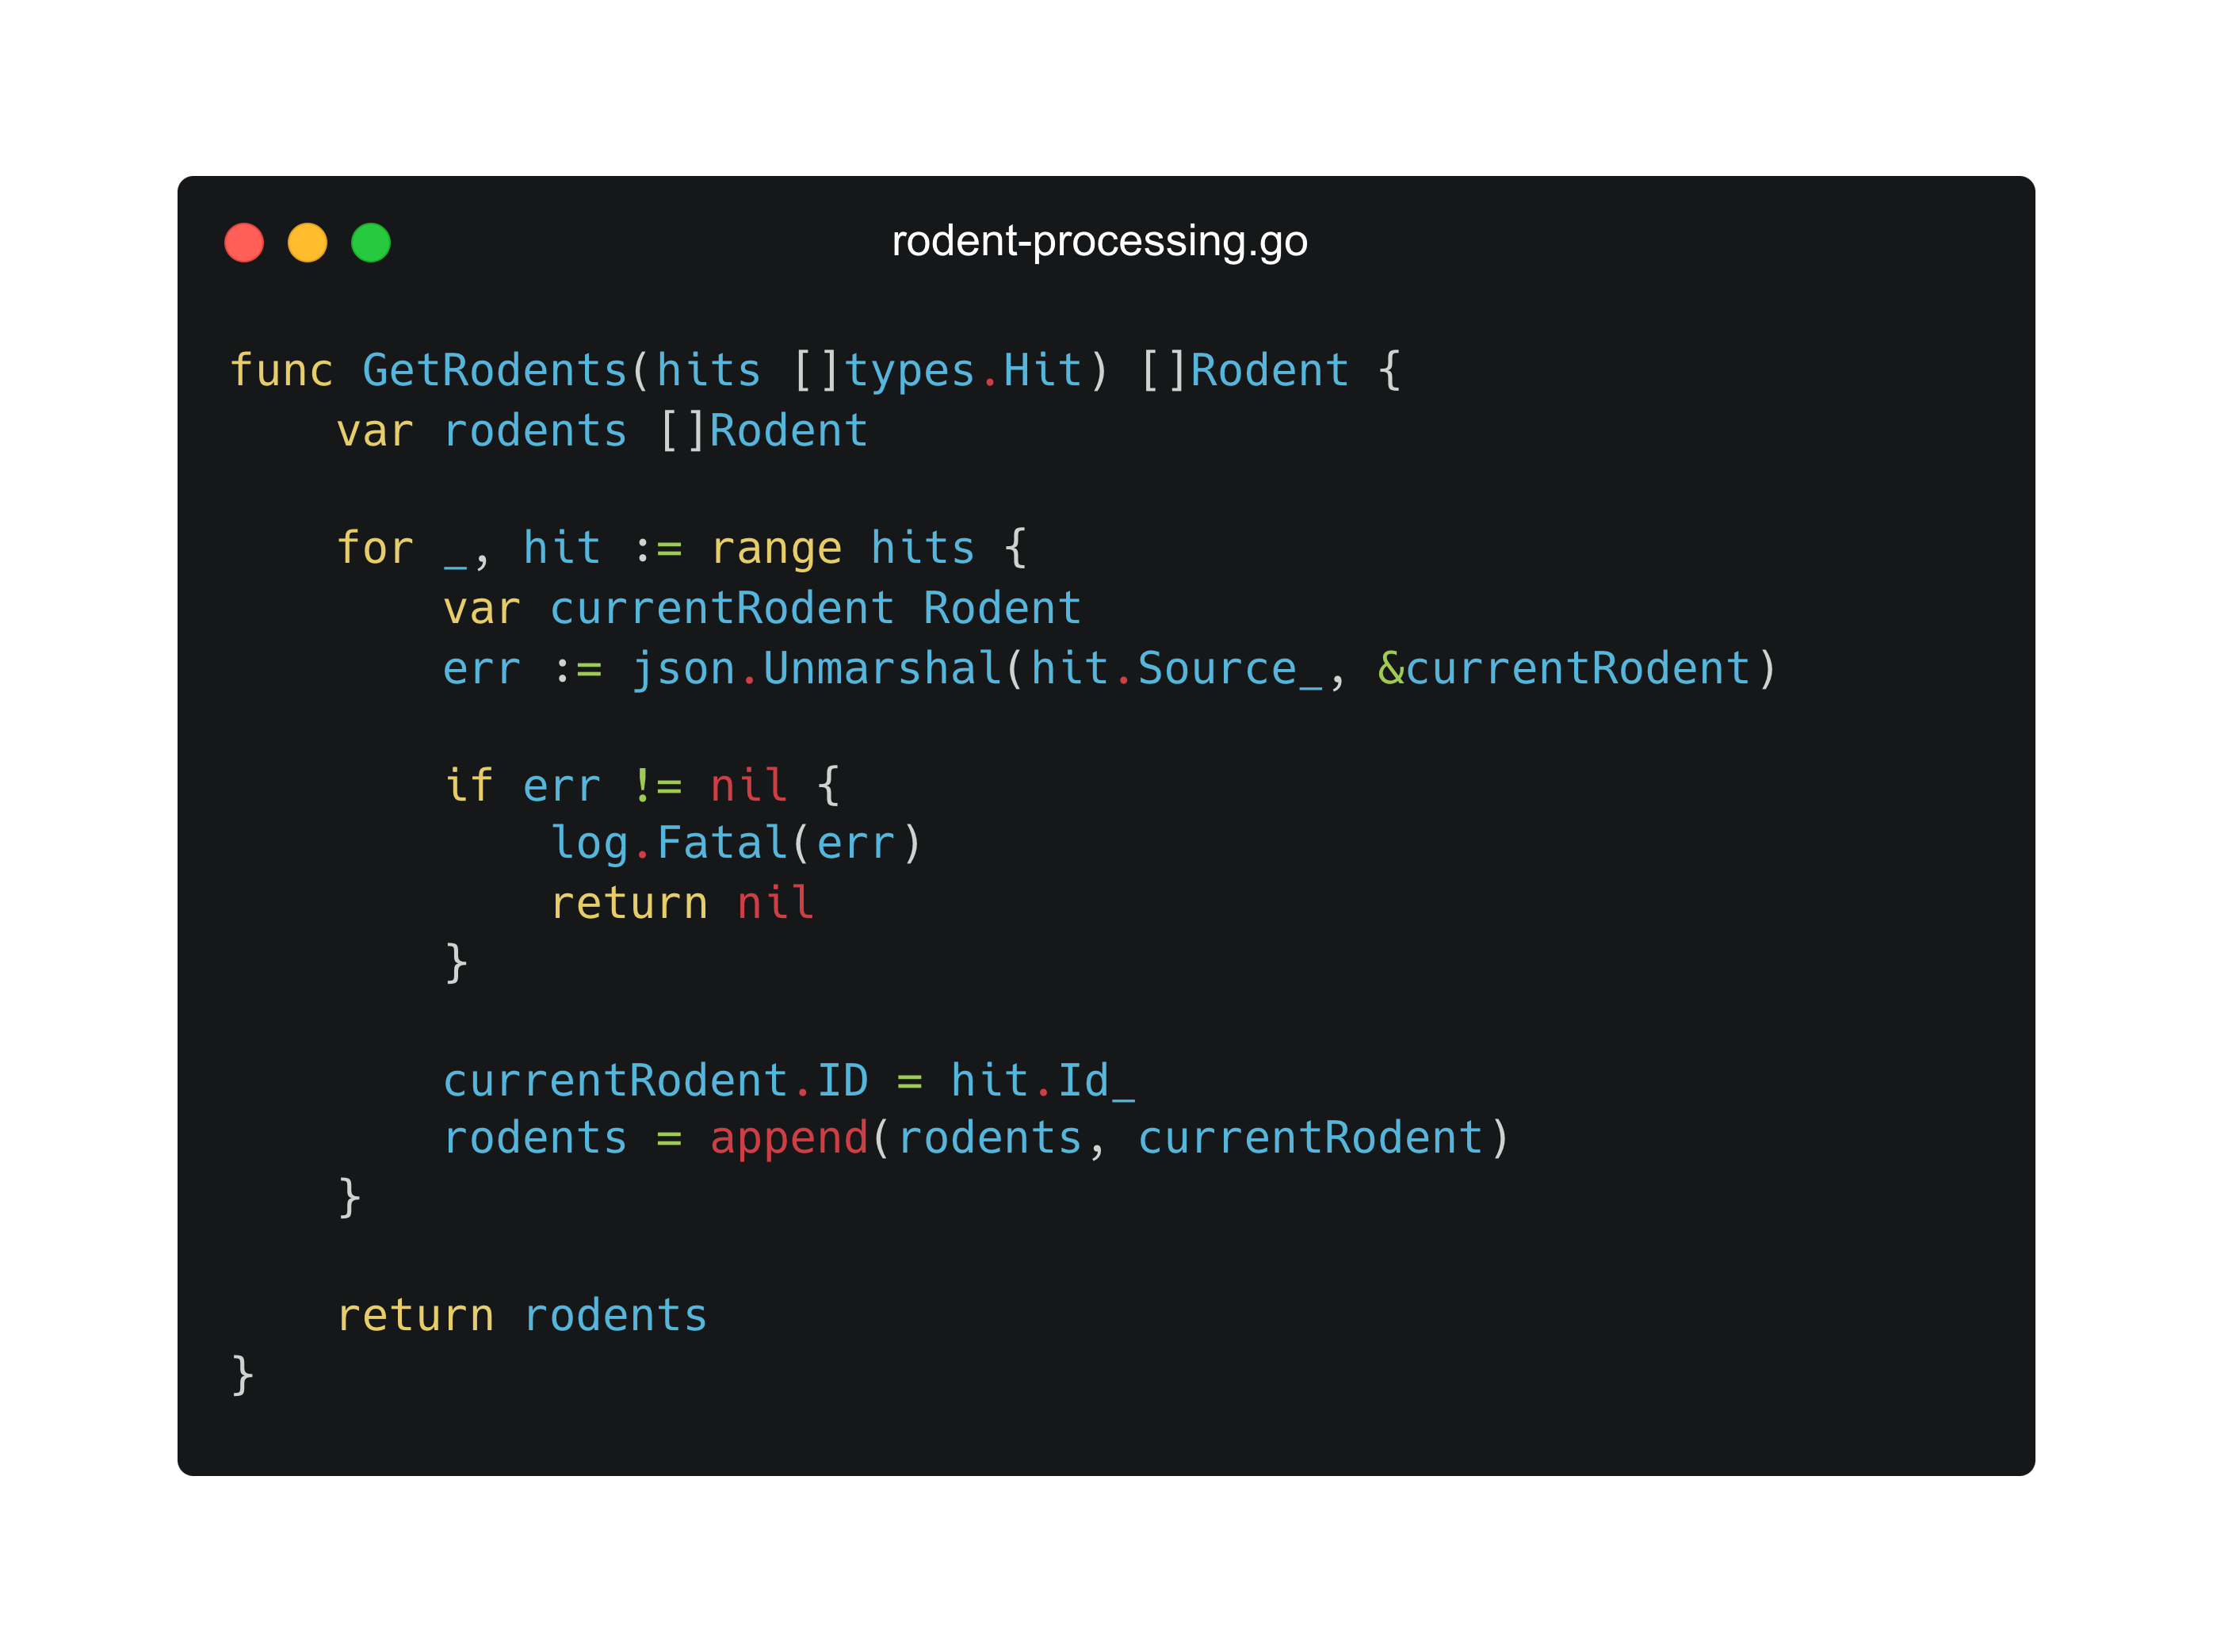 rodent-processing.go
func GetRodents(hits []types.Hit) []Rodent {
    var rodents []Rodent

    for _, hit := range hits {
        var currentRodent Rodent
        err := json.Unmarshal(hit.Source_, &currentRodent)

        if err != nil {
            log.Fatal(err)
            return nil
        }

        currentRodent.ID = hit.Id_
        rodents = append(rodents, currentRodent)
    }

    return rodents
}